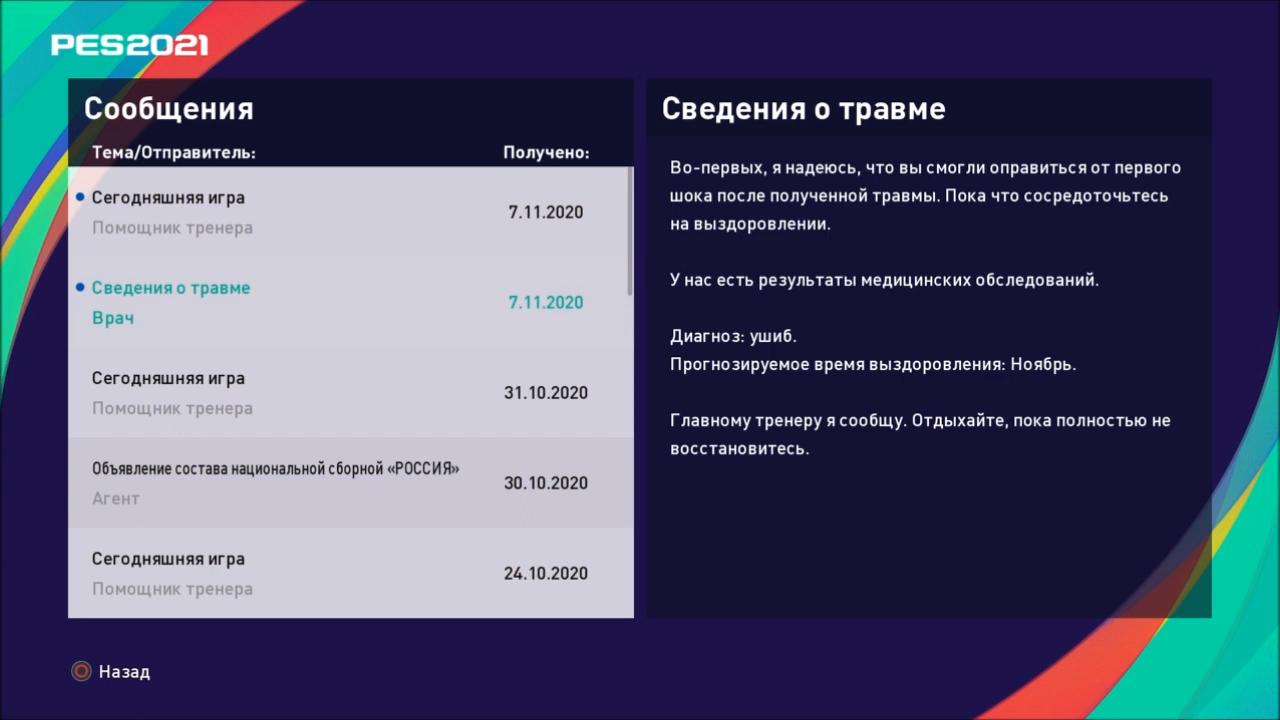 PES2021
Сообщения
Тема/Отправитель: Получено:
Сегодняшняя игра
Помощник тренера
7.11.2020
Сведения о травме
Врач
7.11.2020
Сегодняшняя игра
Помощник тренера
31.10.2020
Объявление состава национальной сборной «РОССИЯ»
Агент
30.10.2020
Сегодняшняя игра
Помощник тренера
24.10.2020
Сведения о травме
Во-первых, я надеюсь, что вы смогли оправиться от первого
шока после полученной травмы. Пока что сосредоточьтесь
на выздоровлении.
У нас есть результаты медицинских обследований.
Диагноз: ушиб.
Прогнозируемое время выздоровления: Ноябрь.
Главному тренеру я сообщу. Отдыхайте, пока полностью не
восстановитесь.
Назад